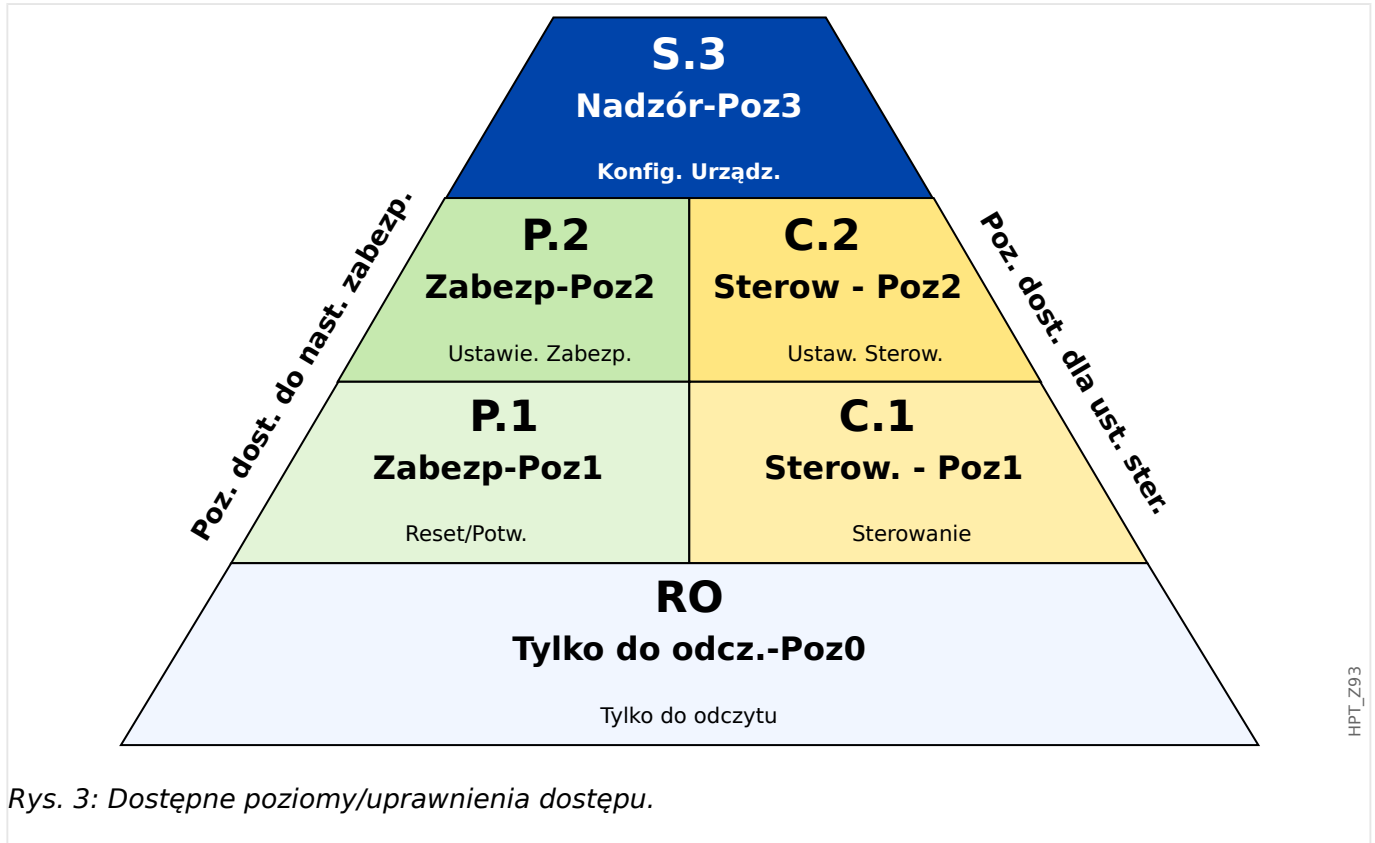 S.3
Nadzór-Poz3
Konfig. Urządz.
Poz. dost. do nast. zabezp.
P.2
Zabezp-Poz2
Ustawie. Zabezp.
C.2
Sterow - Poz2
Ustaw. Sterow.
Poz. dost. dla ust. ster.
P.1
Zabezp-Poz1
Reset/Potw.
C.1
Sterow. - Poz1
Sterowanie
RO
Tylko do odcz.-Poz0
Tylko do odczytu
HPT_Z93
Rys. 3: Dostępne poziomy/uprawnienia dostępu.